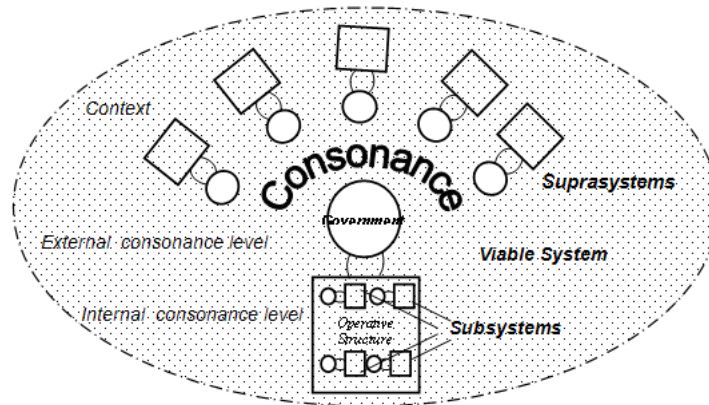 Context
Consonance
Suprasystems
Government
External consonance level
Viable System
Internal consonance level
Operative
Structure
Subsystems